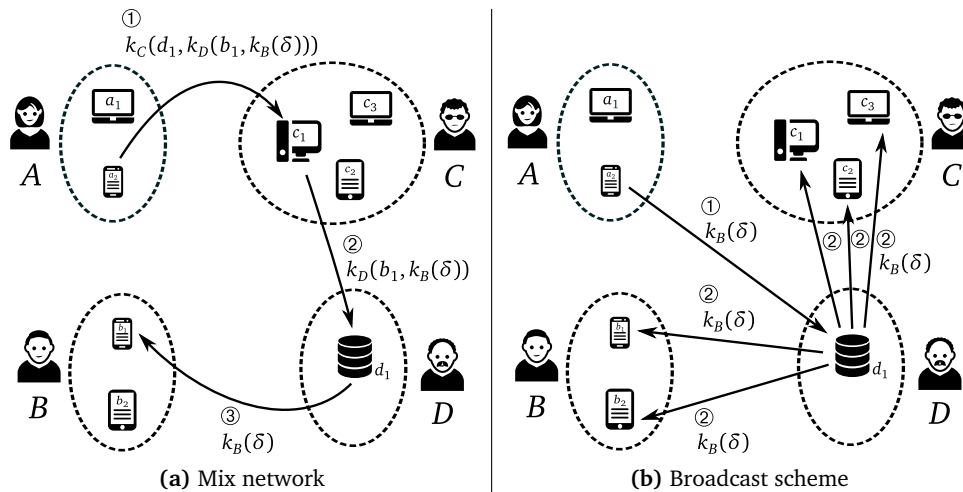 ①
k_C(d_1, k_D(b_1, k_B(δ)))
a_1
a_2
A
c_3
c_1
c_2
C
②
k_D(b_1, k_B(δ))
b_1
b_2
B
d_1
D
③
k_B(δ)
(a) Mix network
a_1
a_2
A
c_3
c_1
c_2
C
①
k_B(δ)
② ② ②
k_B(δ)
②
k_B(δ)
b_1
b_2
B
d_1
D
②
k_B(δ)
(b) Broadcast scheme